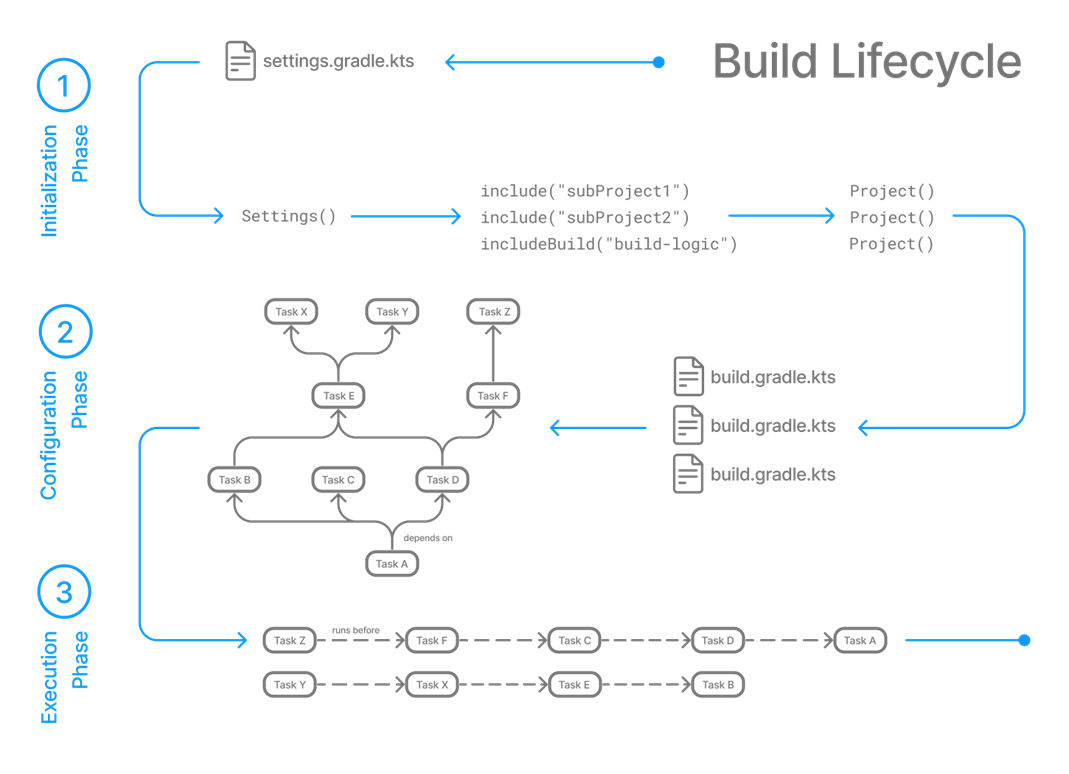 Build Lifecycle
1
Initialization
Phase
settings.gradle.kts
Settings()
include("subProject1")
include("subProject2")
includeBuild("build-logic")
Project()
Project()
Project()
2
Configuration
Phase
build.gradle.kts
build.gradle.kts
build.gradle.kts
Task X
Task Y
Task Z
Task E
Task F
Task B
Task C
Task D
depends on
Task A
3
Execution
Phase
Task Z
runs before
Task F
Task C
Task D
Task A
Task Y
Task X
Task E
Task B